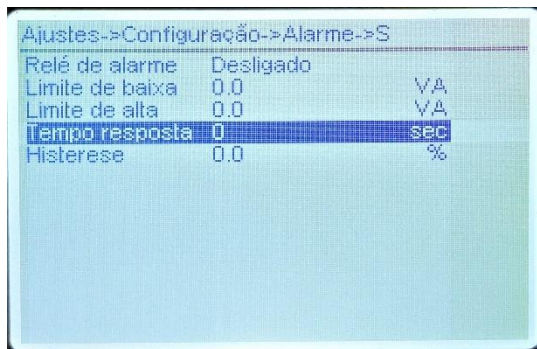 Ajustes->Configuração->Alarme->S
Relé de alarme Desligado
Limite de baixa 0.0 VA
Limite de alta 0.0 VA
Tempo resposta 0 sec
Histerese 0.0 %